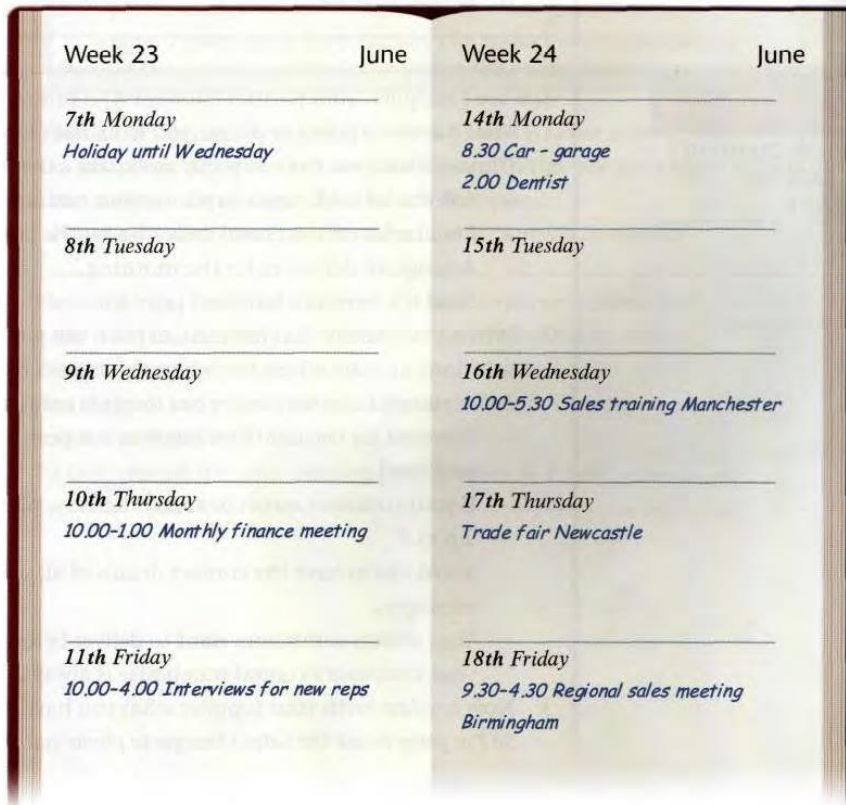 Week 23 June
7th Monday
Holiday until Wednesday
8th Tuesday
9th Wednesday
10th Thursday
10.00-1.00 Monthly finance meeting
11th Friday
10.00-4.00 Interviews for new reps
Week 24 June
14th Monday
8.30 Car - garage
2.00 Dentist
15th Tuesday
16th Wednesday
10.00-5.30 Sales training Manchester
17th Thursday
Trade fair Newcastle
18th Friday
9.30-4.30 Regional sales meeting
Birmingham